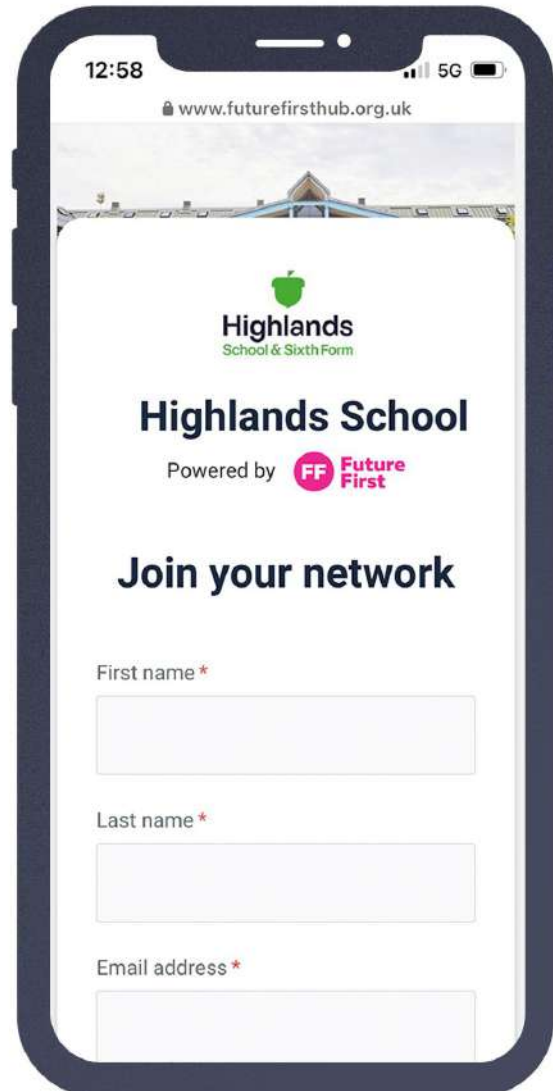 12:58
5G
www.futurefirsthub.org.uk
Highlands
School & Sixth Form
Highlands School
Powered by FF Future First
Join your network
First name *
Last name *
Email address *